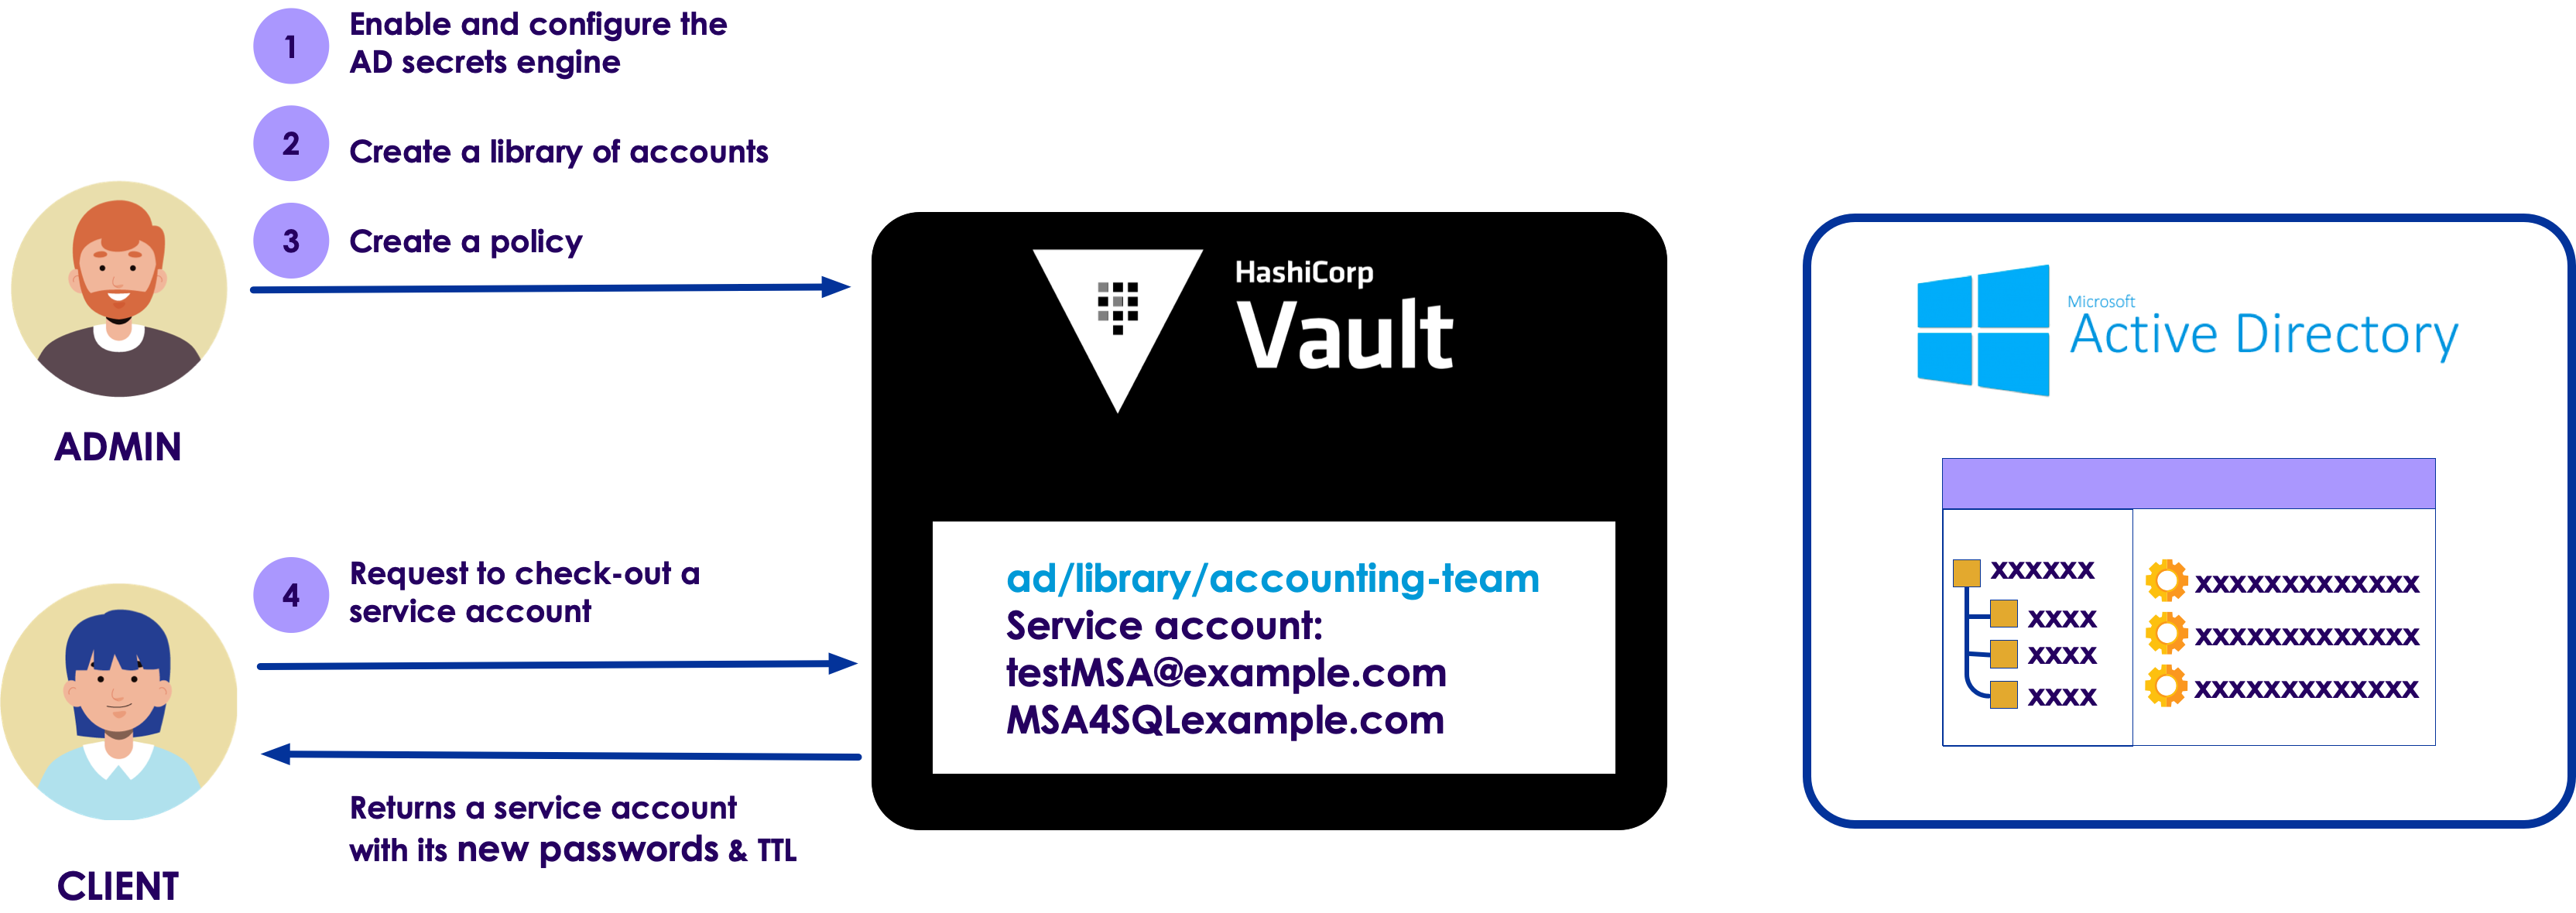 1
Enable and configure the
AD secrets engine
2
Create a library of accounts
3
Create a policy
ADMIN
HashiCorp
Vault
Microsoft
Active Directory
4
Request to check-out a
service account
ad/library/accounting-team
Service account:
testMSA@example.com
MSA4SQLexample.com
Returns a service account
with its new passwords & TTL
CLIENT
xxxxxx
xxxx
xxxx
xxxx
xxxxxxxxxxxxx
xxxxxxxxxxxxx
xxxxxxxxxxxxx